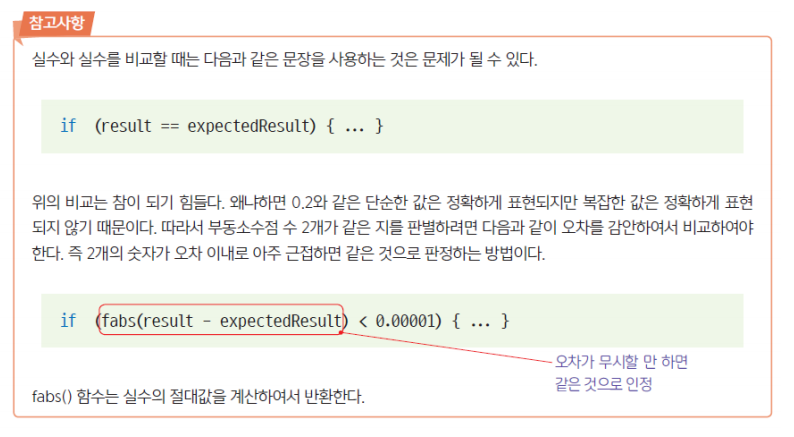 참고사항
실수와 실수를 비교할 때는 다음과 같은 문장을 사용하는 것은 문제가 될 수 있다.
if (result == expectedResult) { ... }
위의 비교는 참이 되기 힘들다. 왜냐하면 0.2와 같은 단순한 값은 정확하게 표현되지만 복잡한 값은 정확하게 표현
되지 않기 때문이다. 따라서 부동소수점 수 2개가 같은 지를 판별하려면 다음과 같이 오차를 감안하여서 비교하여야
한다. 즉 2개의 숫자가 오차 이내로 아주 근접하면 같은 것으로 판정하는 방법이다.
if (fabs(result - expectedResult) < 0.00001) { ... }
오차가 무시할 만 하면
같은 것으로 인정
fabs() 함수는 실수의 절대값을 계산하여서 반환한다.